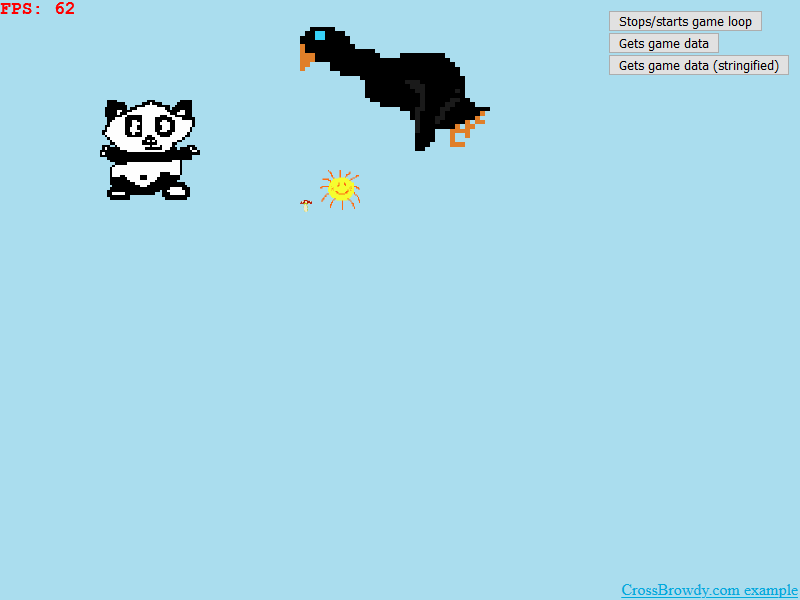 FPS: 62
Stops/starts game loop
Gets game data
Gets game data (stringified)
CrossBrowdy.com example